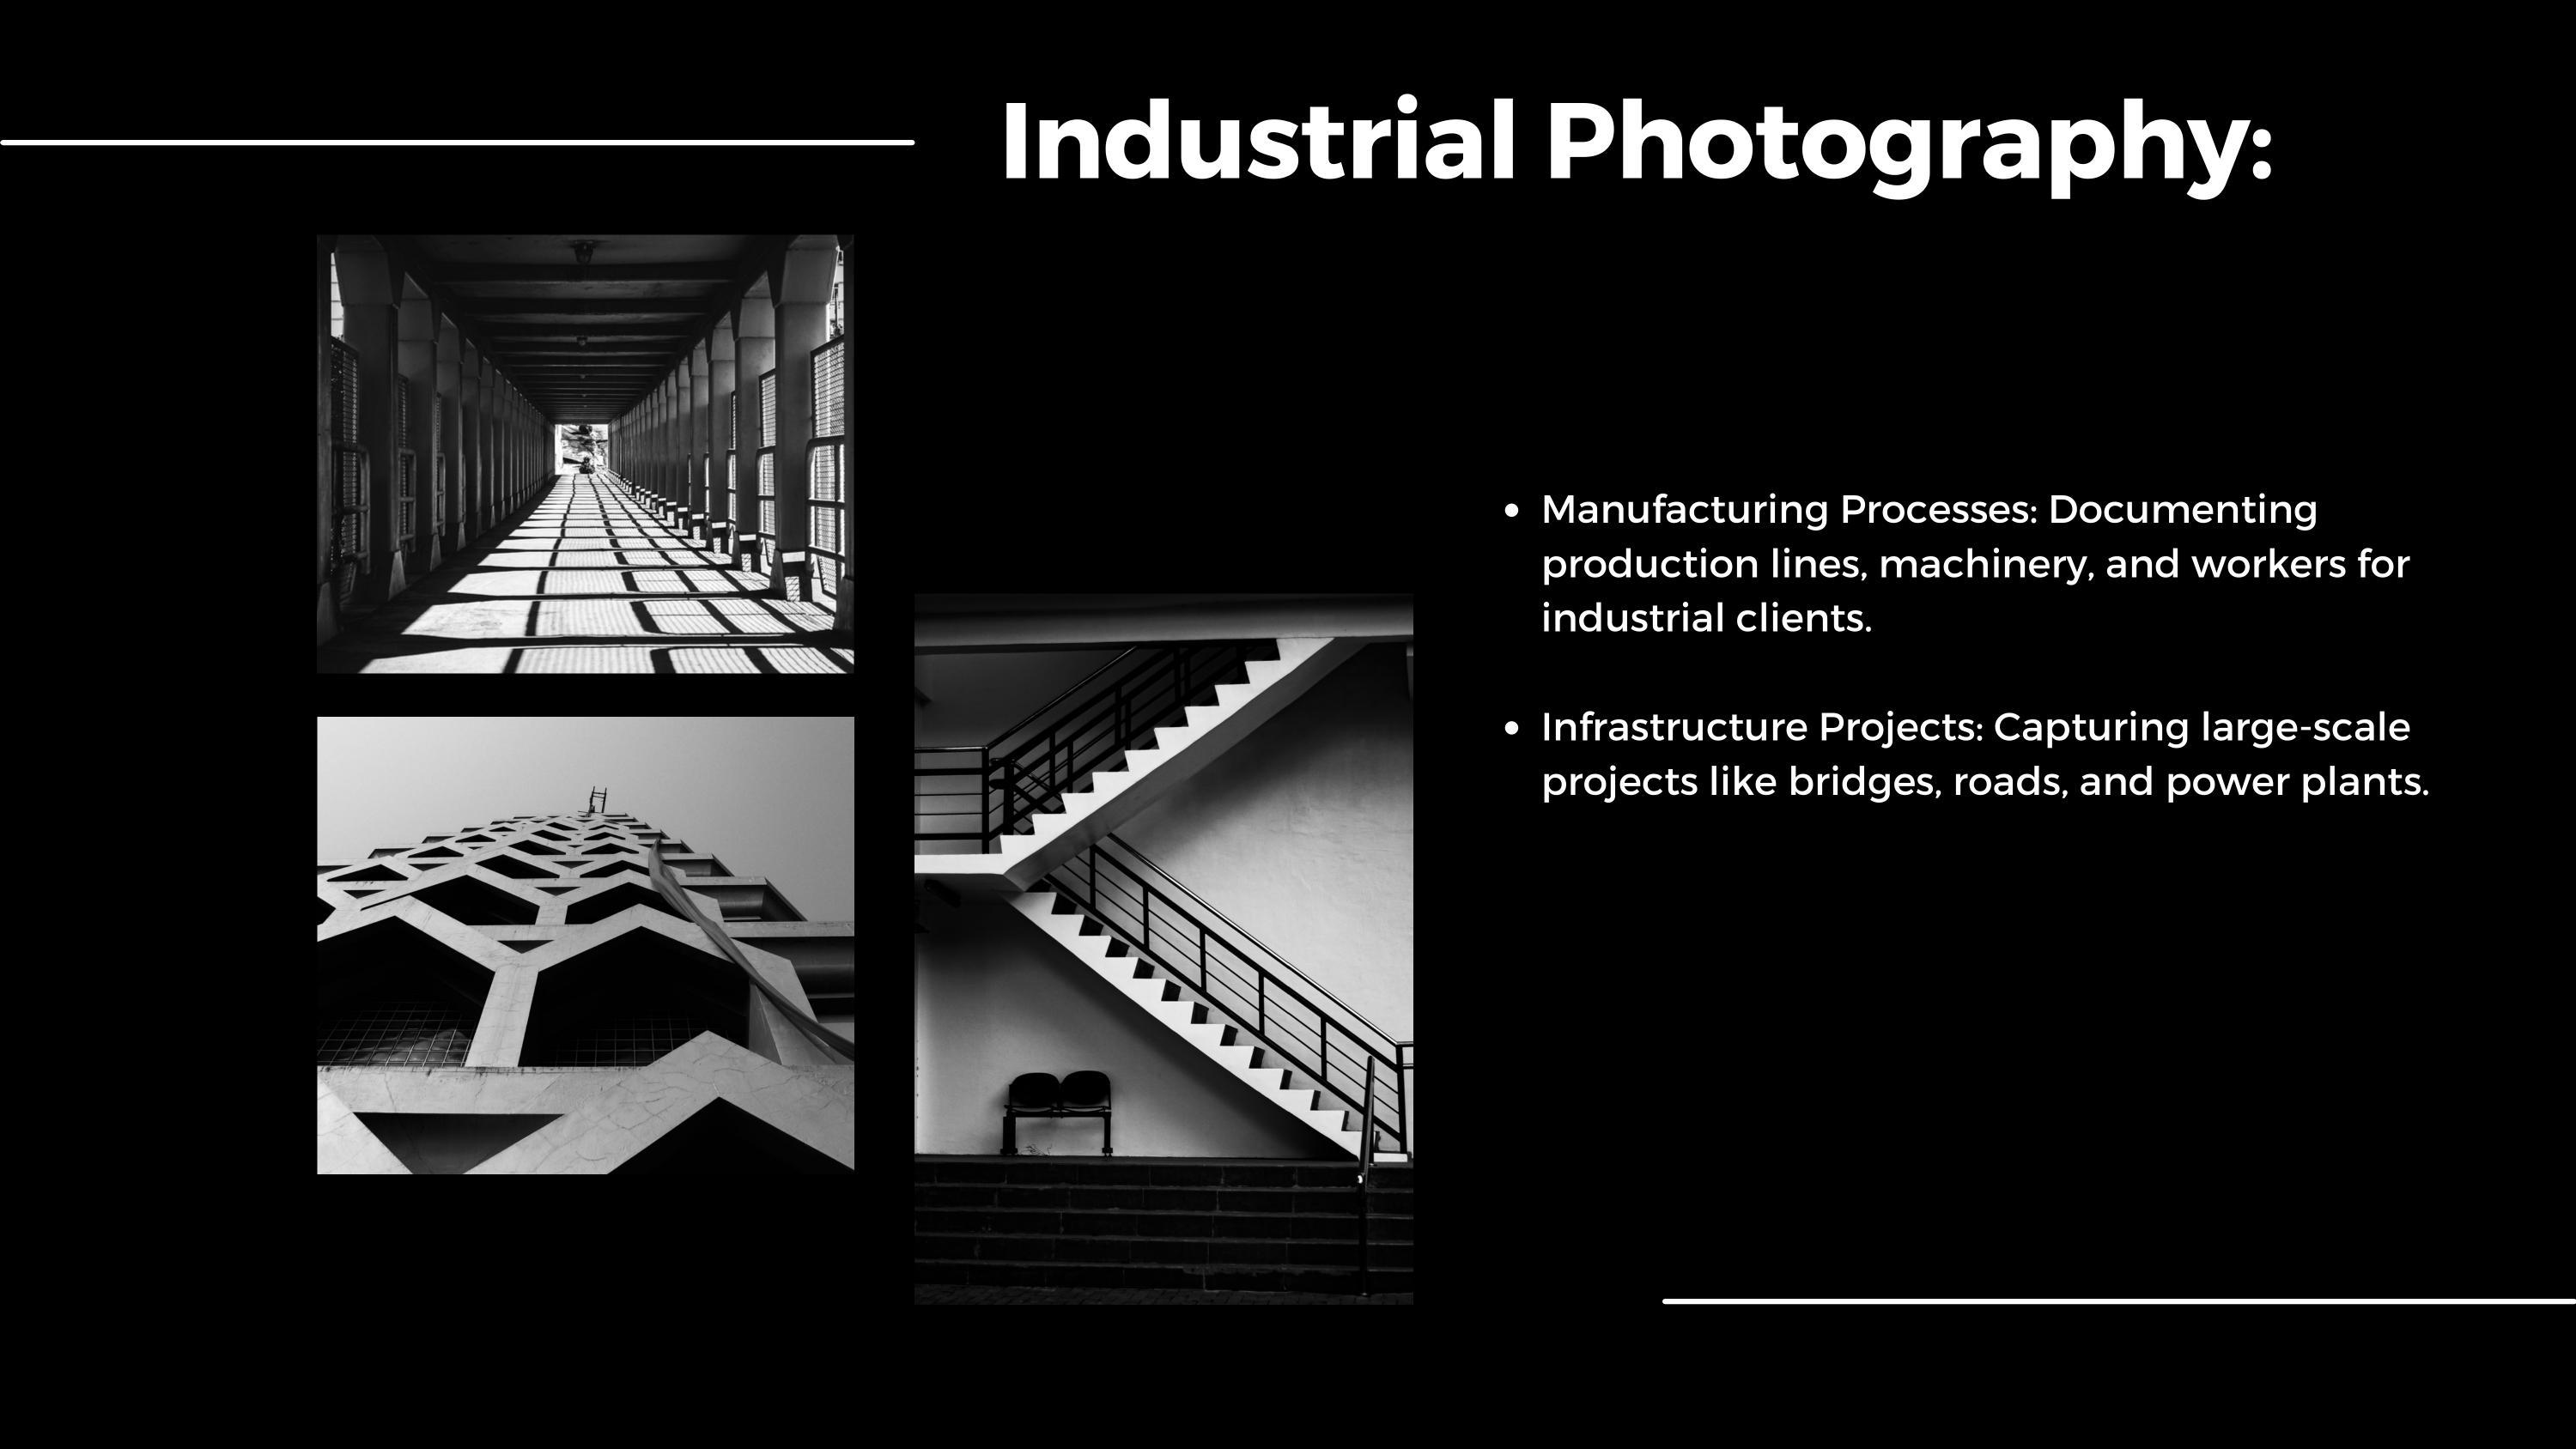 Industrial Photography:
• Manufacturing Processes: Documenting
production lines, machinery, and workers for
industrial clients.
• Infrastructure Projects: Capturing large-scale
projects like bridges, roads, and power plants.